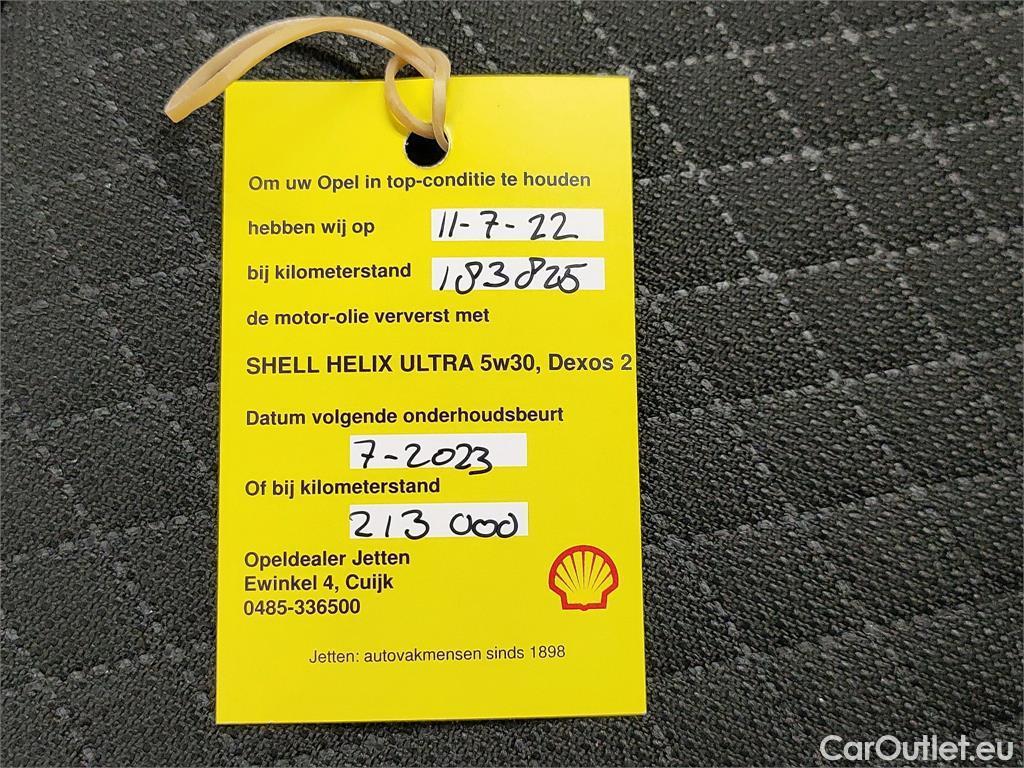 Om uw Opel in top-conditie te houden
hebben wij op 11-7-22
bij kilometerstand 183825
de motor-olie ververst met
SHELL HELIX ULTRA 5w30, Dexos 2
Datum volgende onderhoudsbeurt
7-2023
Of bij kilometerstand
213 000
Opeldealer Jetten
Ewinkel 4, Cuijk
0485-336500
Jetten: autovakmensen sinds 1898
CarOutlet.eu